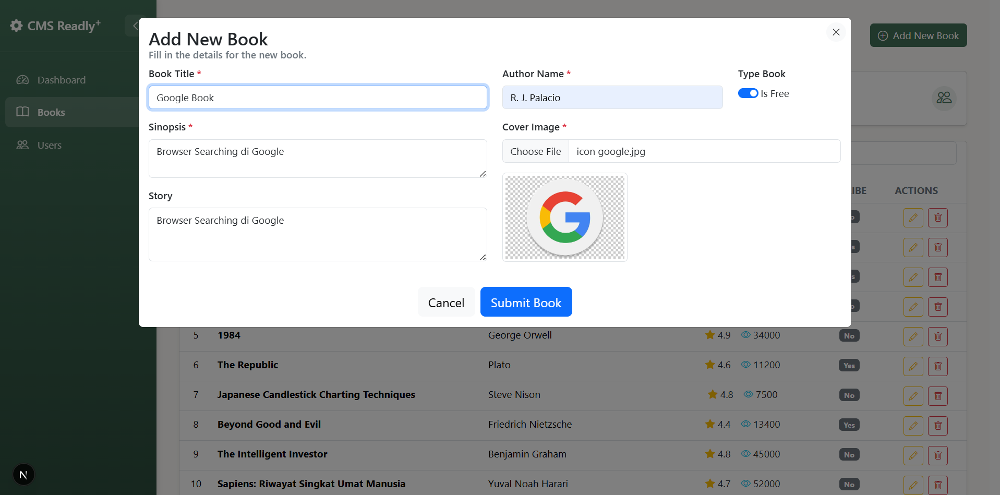 CMS Readly+
Add New Book
Dashboard
Books
Users
Add New Book
Fill in the details for the new book.
Book Title *
Google Book
Author Name *
R. J. Palacio
Type Book
Is Free
Sinopsis *
Browser Searching di Google
Cover Image *
Choose File icon google.jpg
Story
Browser Searching di Google
Cancel Submit Book
ACTIONS
5 1984 George Orwell 4.9 34000 No
6 The Republic Plato 4.6 11200 Yes
7 Japanese Candlestick Charting Techniques Steve Nison 4.8 7500 No
8 Beyond Good and Evil Friedrich Nietzsche 4.4 13400 Yes
9 The Intelligent Investor Benjamin Graham 4.8 45000 No
10 Sapiens: Riwayat Singkat Umat Manusia Yuval Noah Harari 4.7 52000 No
N